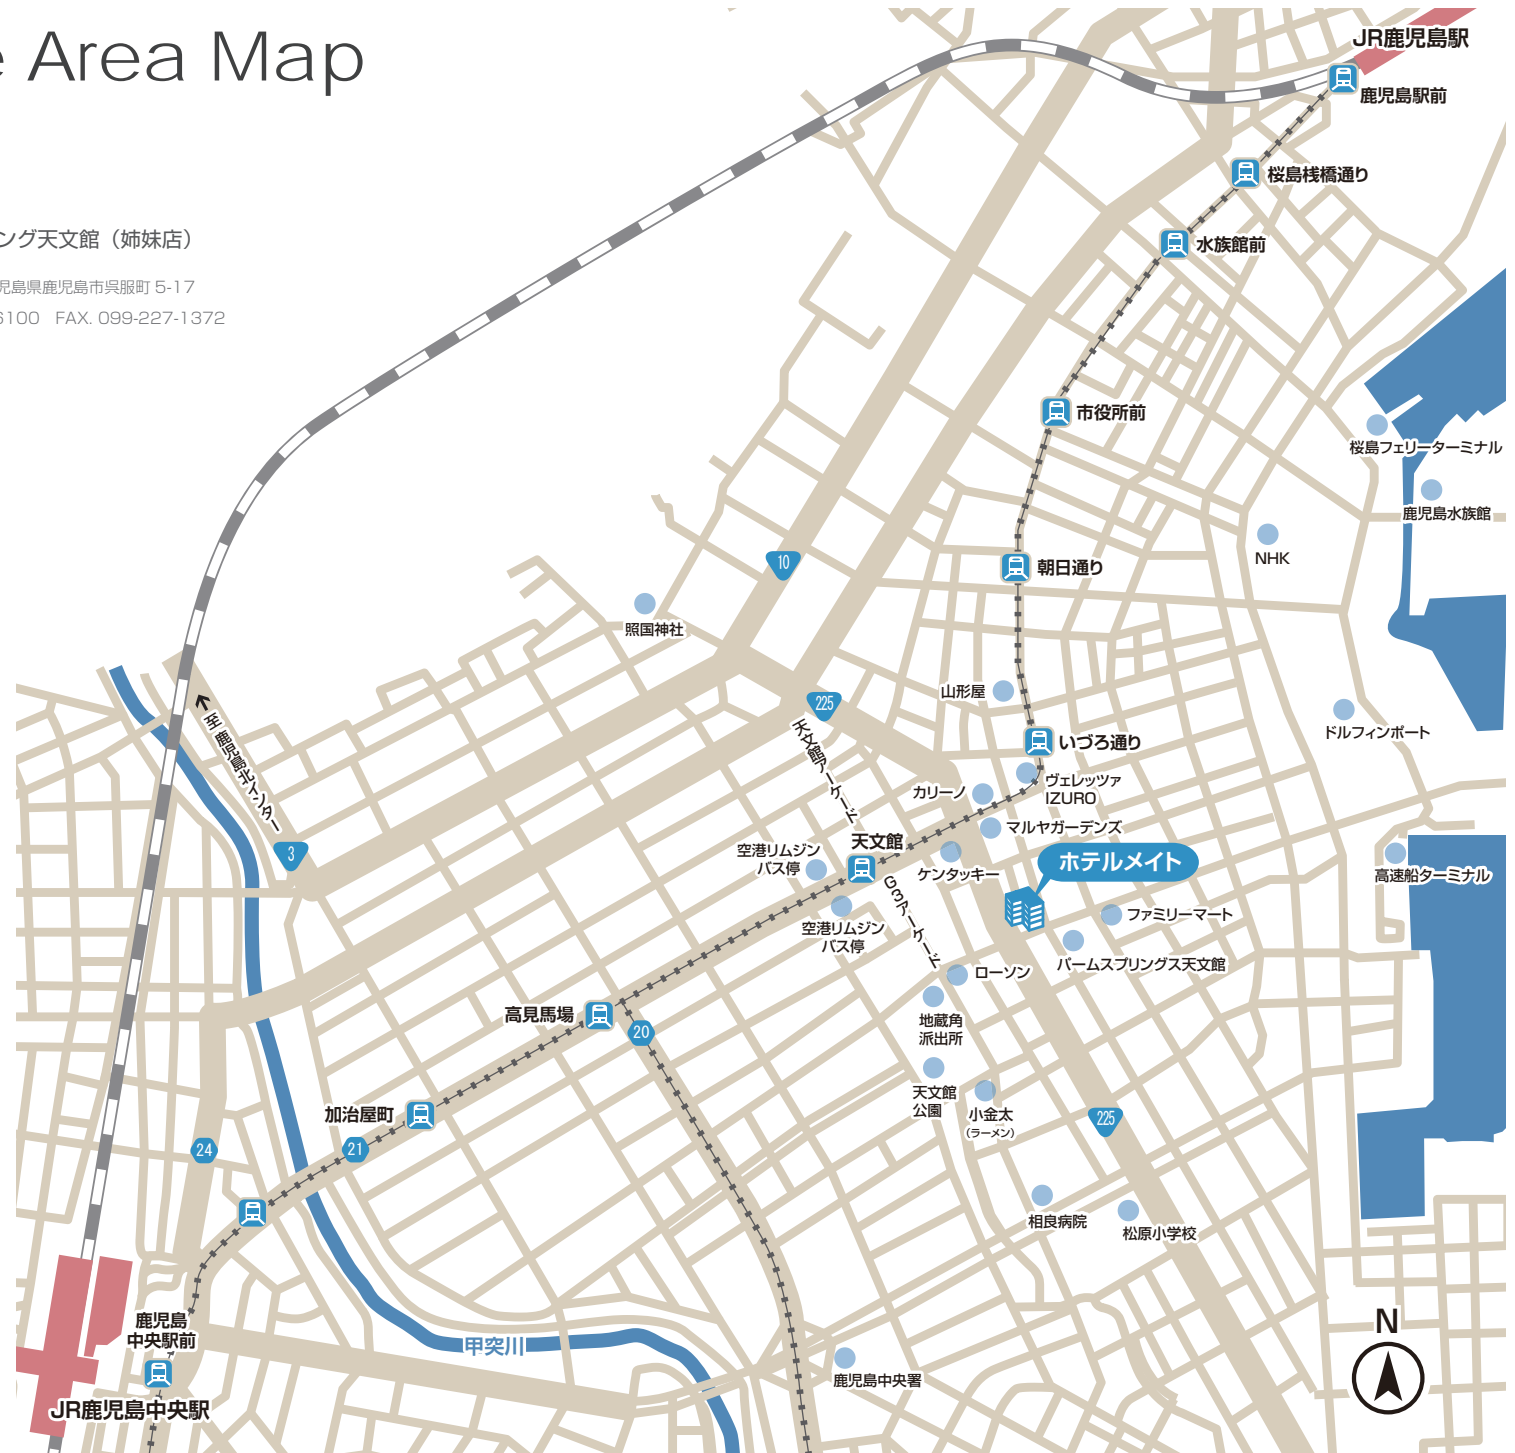 e Area Map
JR鹿児島駅
鹿児島駅前
桜島桟橋通り
ング天文館（姉妹店）
水族館前
児島県鹿児島市呉服町 5-17
6100 FAX. 099-227-1372
市役所前
桜島フェリーターミナル
鹿児島水族館
NHK
10
朝日通り
照国神社
山形屋
225
至 鹿児島北インター
天文館アーケード
いづろ通り
ドルフィンポート
カリーノ
ヴェレッツァ
IZURO
マルヤガーデンズ
天文館
3
空港リムジン
バス停
ケンタッキー
ホテルメイト
高速船ターミナル
G3アーケード
ファミリーマート
空港リムジン
バス停
パームスプリングス天文館
ローソン
高見馬場
20
地蔵角
派出所
天文館
公園
小金太
(ラーメン)
加治屋町
225
24
21
相良病院
松原小学校
鹿児島
中央駅前
甲突川
N
鹿児島中央署
JR鹿児島中央駅